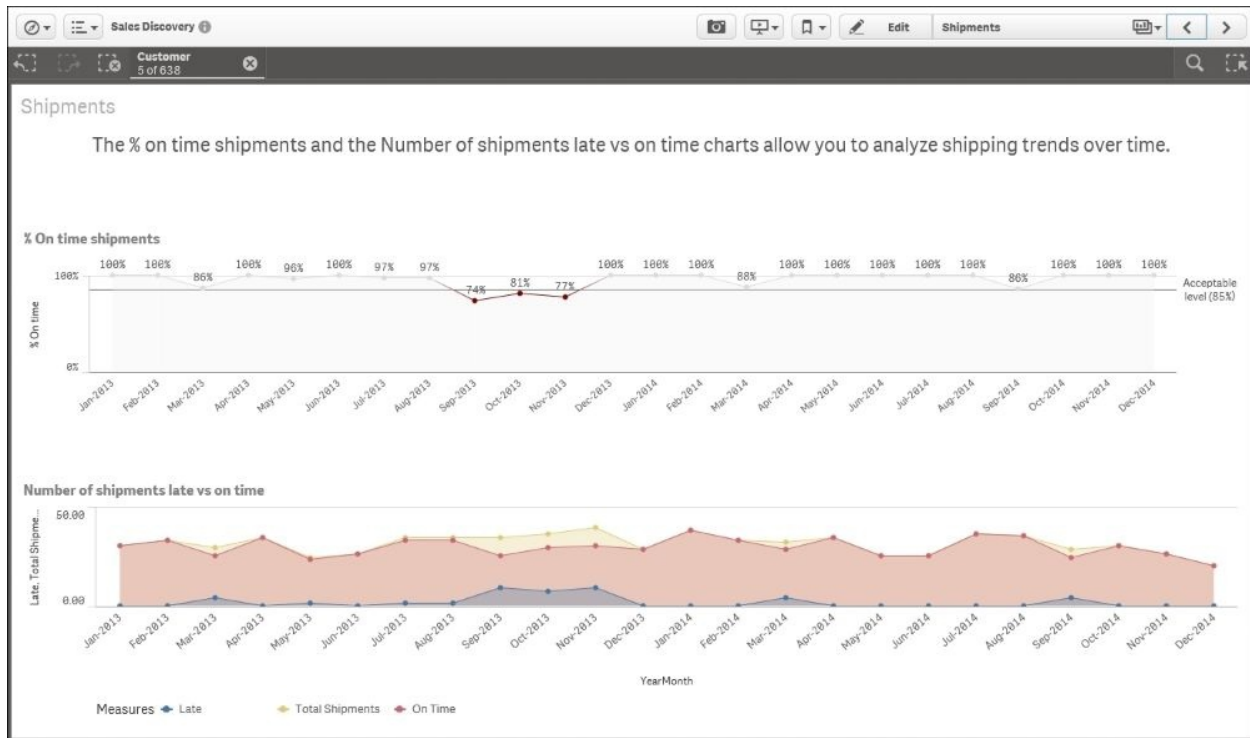 Sales Discovery
Edit
Shipments
Customer
5 of 638
Shipments
The % on time shipments and the Number of shipments late vs on time charts allow you to analyze shipping trends over time.
% On time shipments
100% 100% 86% 100% 96% 100% 97% 97% 74% 81% 77% 100% 100% 100% 88% 100% 100% 100% 100% 100% 86% 100% 100% 100%
100%
Acceptable
level (85%)
% On time
0%
Jan-2013 Feb-2013 Mar-2013 Apr-2013 May-2013 Jun-2013 Jul-2013 Aug-2013 Sep-2013 Oct-2013 Nov-2013 Dec-2013 Jan-2014 Feb-2014 Mar-2014 Apr-2014 May-2014 Jun-2014 Jul-2014 Aug-2014 Sep-2014 Oct-2014 Nov-2014 Dec-2014
Number of shipments late vs on time
50.00
Late, Total Shipme...
0.00
Jan-2013 Feb-2013 Mar-2013 Apr-2013 May-2013 Jun-2013 Jul-2013 Aug-2013 Sep-2013 Oct-2013 Nov-2013 Dec-2013 Jan-2014 Feb-2014 Mar-2014 Apr-2014 May-2014 Jun-2014 Jul-2014 Aug-2014 Sep-2014 Oct-2014 Nov-2014 Dec-2014
YearMonth
Measures Late Total Shipments On Time